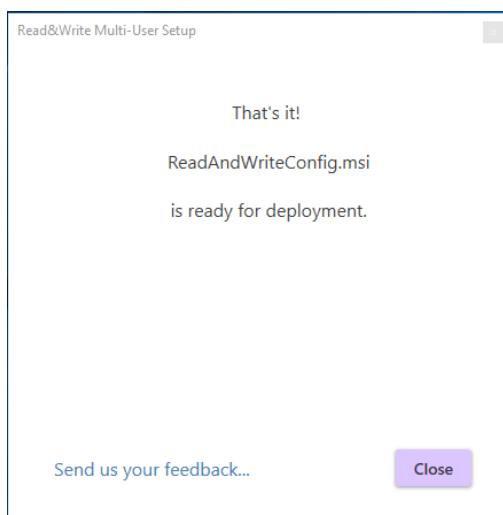 Read&Write Multi-User Setup
That's it!
ReadAndWriteConfig.msi
is ready for deployment.
Send us your feedback...
Close